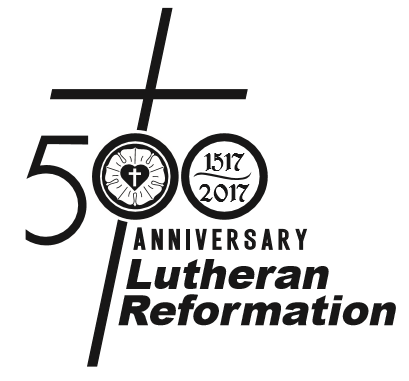 500
1517
2017
ANNIVERSARY
Lutheran
Reformation